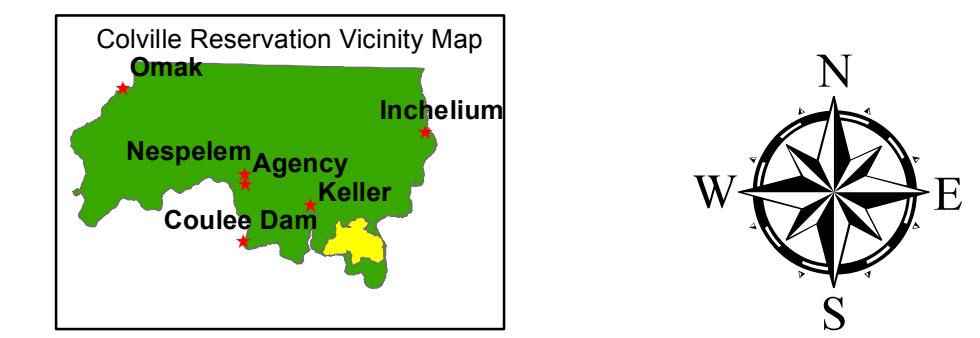 Colville Reservation Vicinity Map
Omak
Inchelium
Nespelem
Agency
Keller
Coulee Dam
N
W
E
S